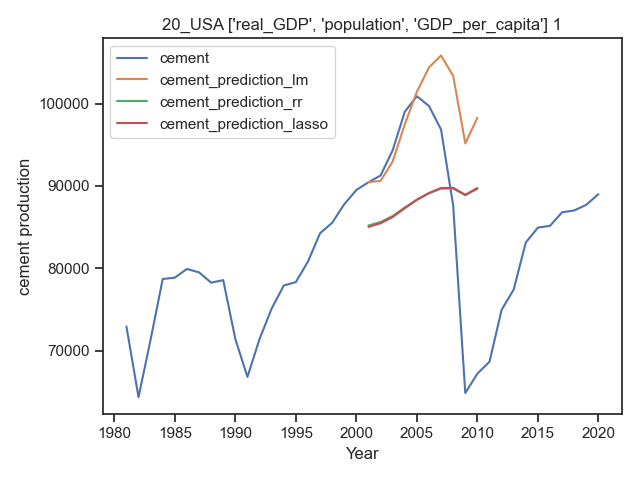 20_USA ['real_GDP', 'population', 'GDP_per_capita'] 1
cement
cement_prediction_lm
cement_prediction_rr
cement_prediction_lasso
cement production
100000
90000
80000
70000
1980 1985 1990 1995 2000 2005 2010 2015 2020
Year